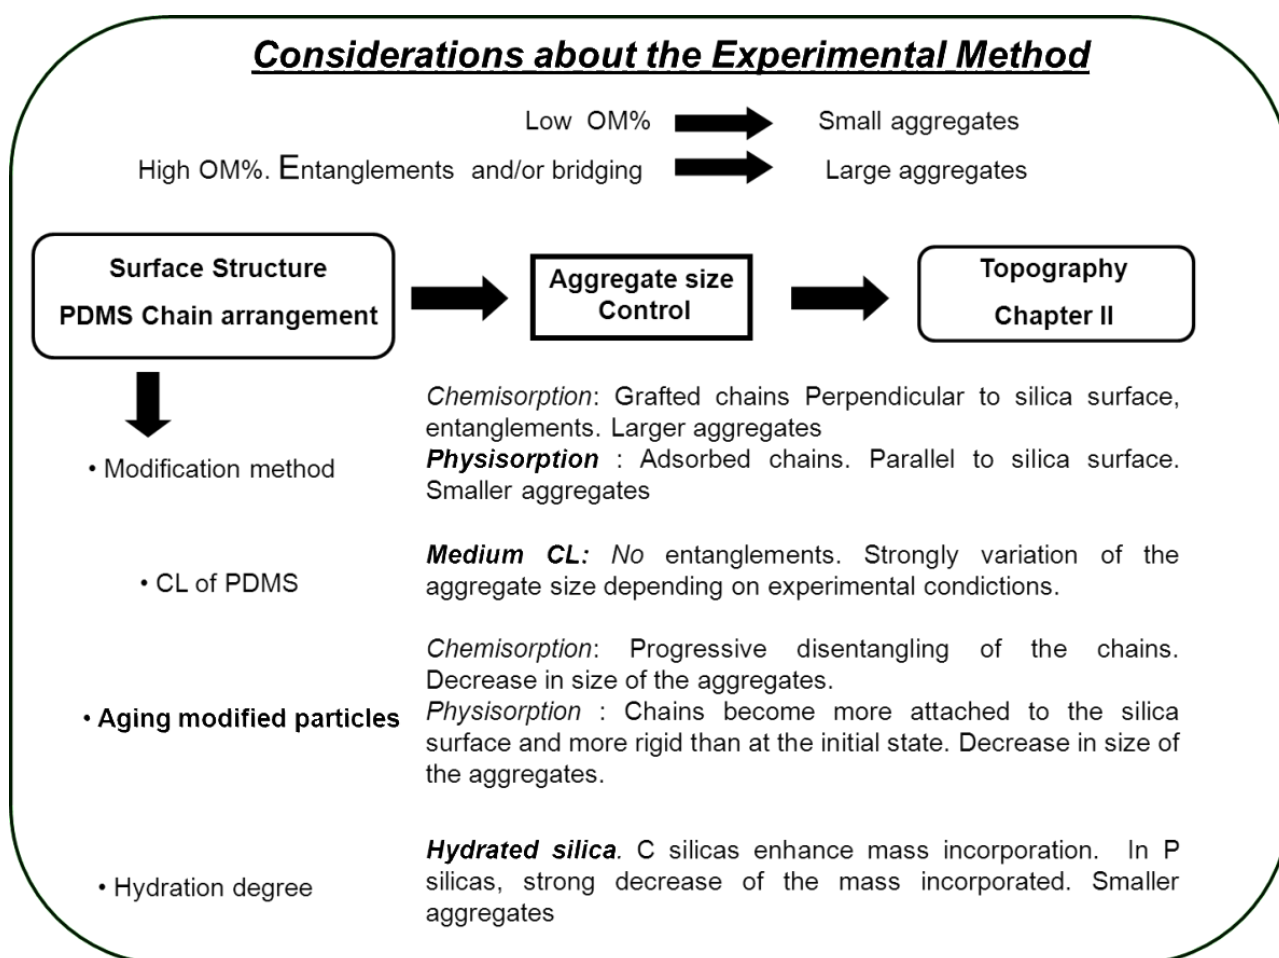 Considerations about the Experimental Method
Low OM% Small aggregates
High OM%. Entanglements and/or bridging Large aggregates
Surface Structure
PDMS Chain arrangement
Aggregate size
Control
Topography
Chapter II
• Modification method
Chemisorption: Grafted chains Perpendicular to silica surface,
entanglements. Larger aggregates
Physisorption : Adsorbed chains. Parallel to silica surface.
Smaller aggregates
• CL of PDMS
Medium CL: No entanglements. Strongly variation of the
aggregate size depending on experimental condictions.
• Aging modified particles
Chemisorption: Progressive disentangling of the chains.
Decrease in size of the aggregates.
Physisorption : Chains become more attached to the silica
surface and more rigid than at the initial state. Decrease in size of
the aggregates.
• Hydration degree
Hydrated silica. C silicas enhance mass incorporation. In P
silicas, strong decrease of the mass incorporated. Smaller
aggregates